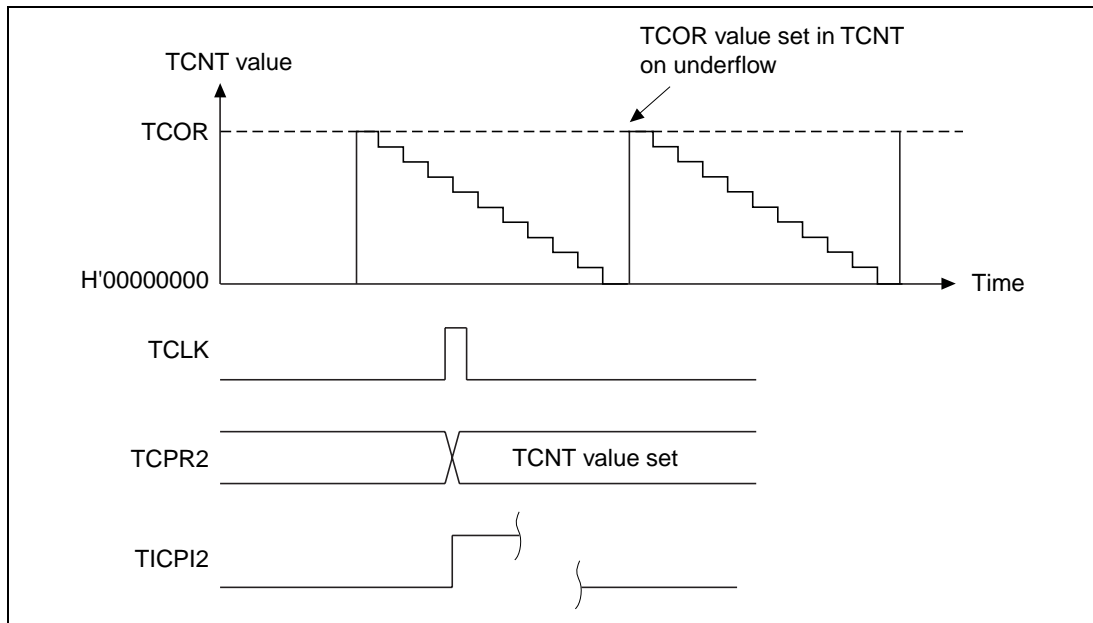 TCOR value set in TCNT
on underflow
TCNT value
TCOR
H'00000000
Time
TCLK
TCPR2
TCNT value set
TICPI2